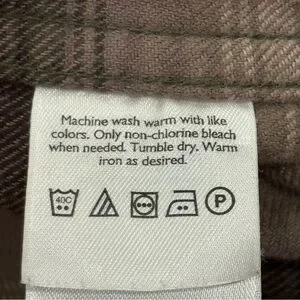 Machine wash warm with like
colors. Only non-chlorine bleach
when needed. Tumble dry. Warm
iron as desired.
40C P